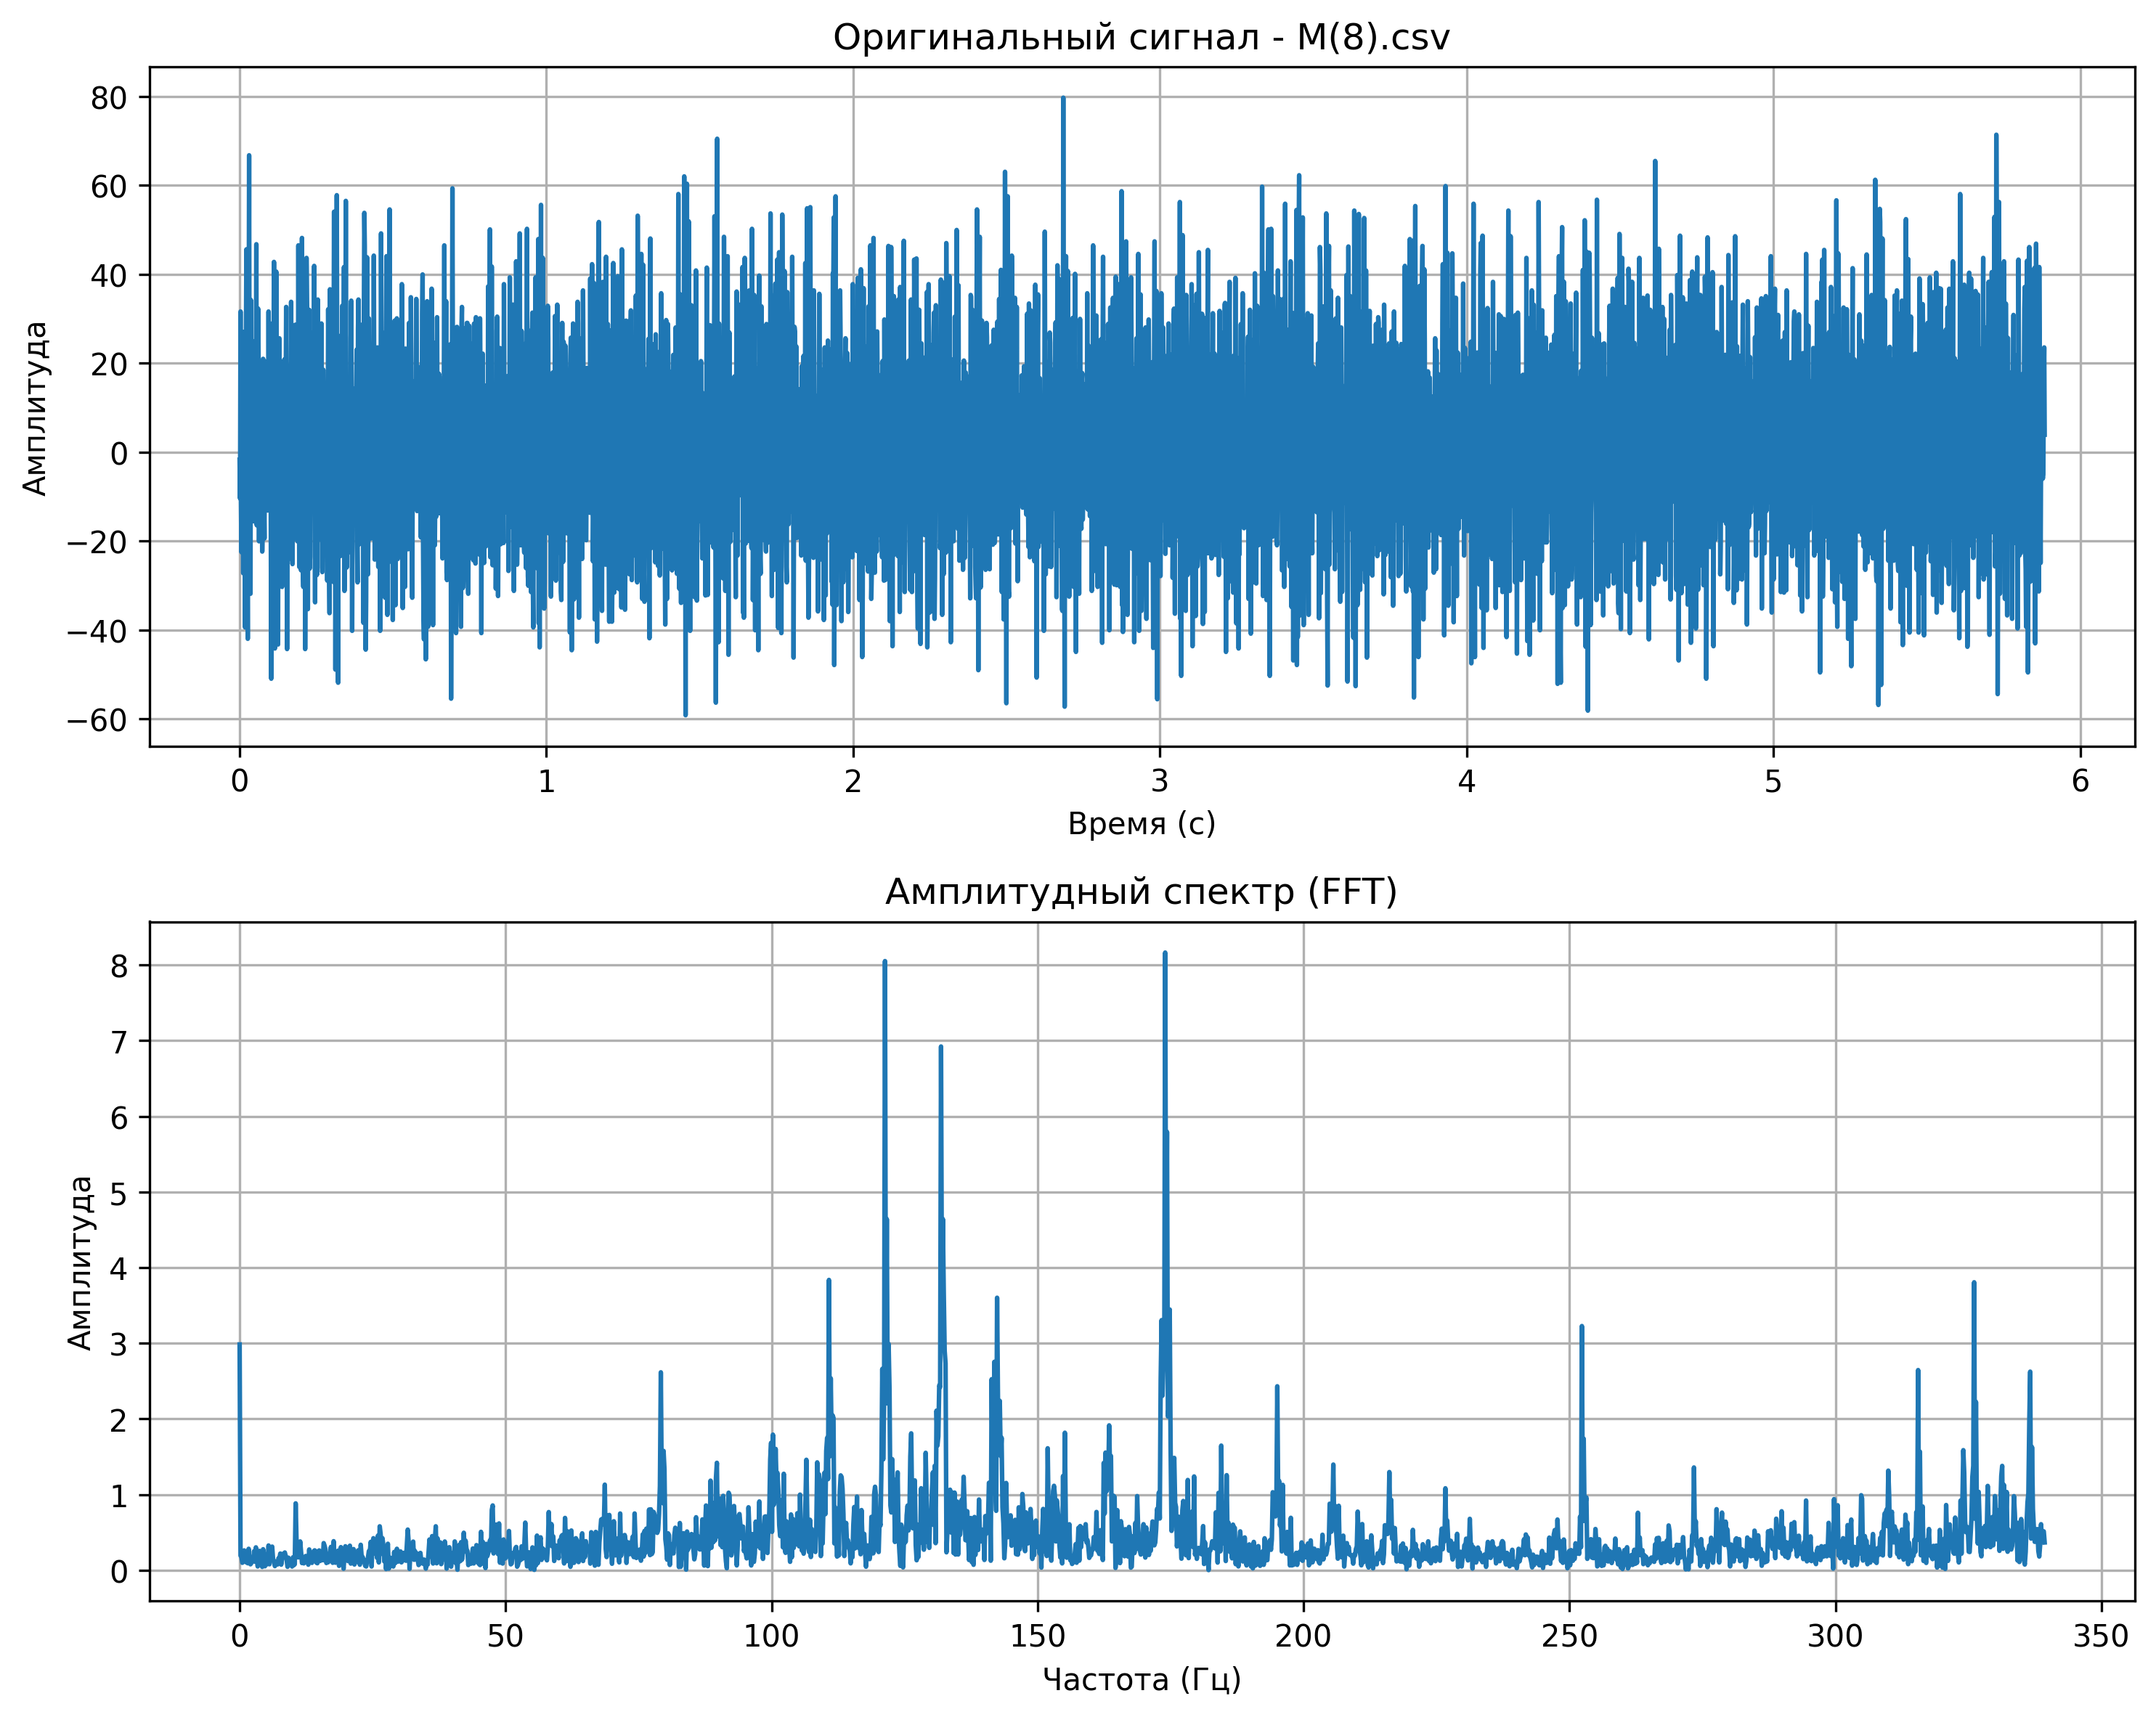 Оригинальный сигнал - M(8).csv
Амплитуда
80
60
40
20
0
−20
−40
−60
0 1 2 3 4 5 6
Время (с)
Амплитудный спектр (FFT)
Амплитуда
8
7
6
5
4
3
2
1
0
0 50 100 150 200 250 300 350
Частота (Гц)